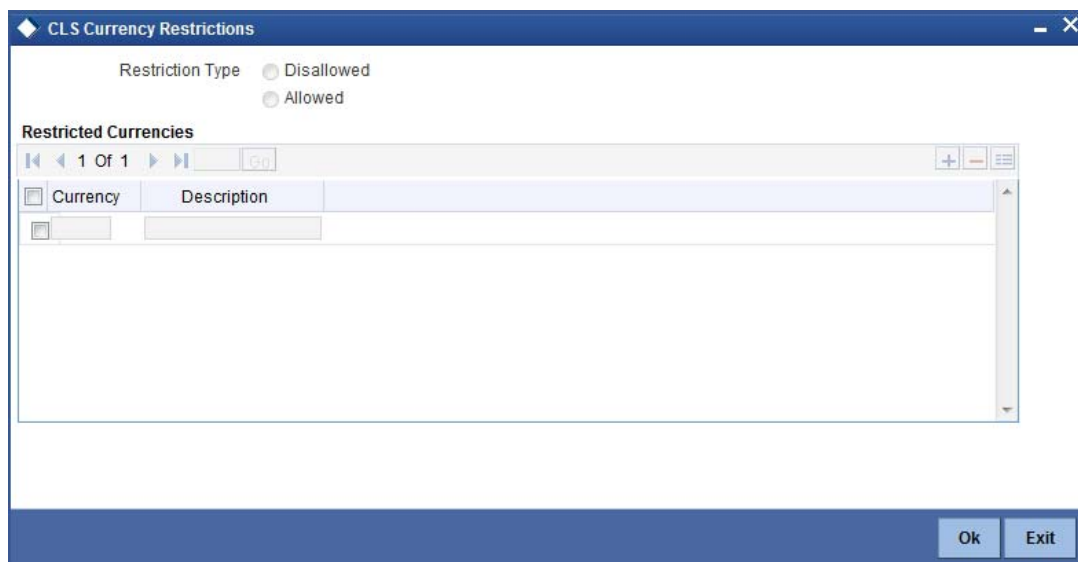 CLS Currency Restrictions
Restriction Type Disallowed
Allowed
Restricted Currencies
1 Of 1 Go
Currency Description
Ok Exit